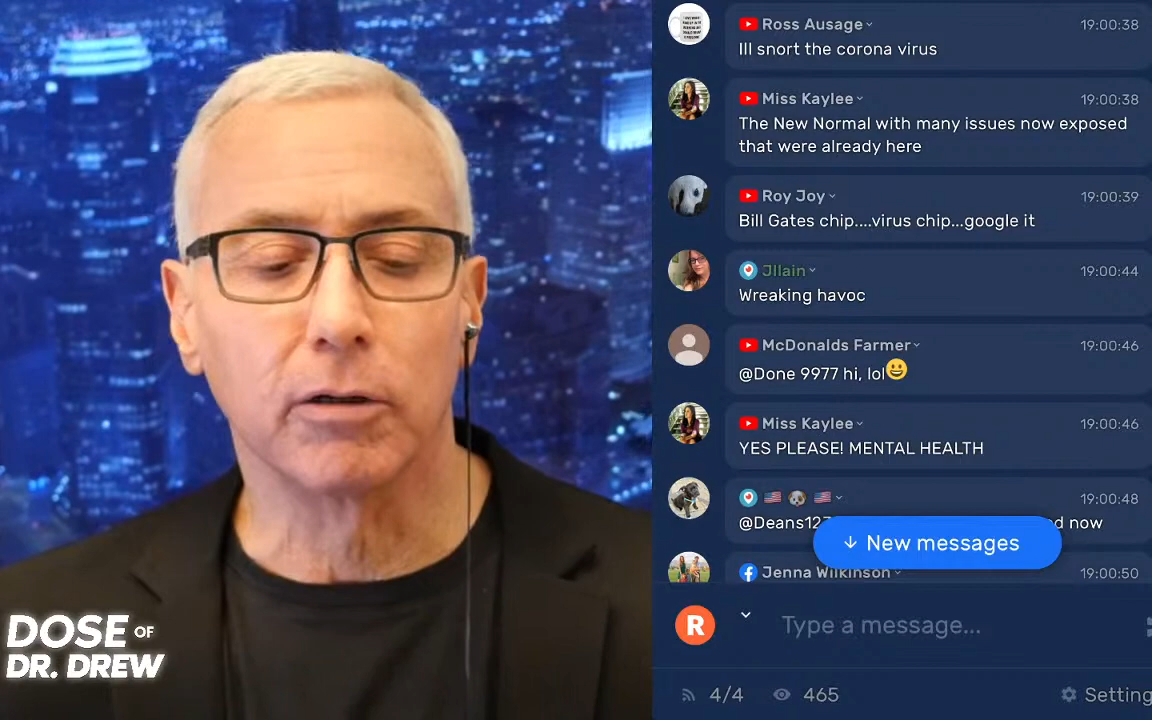 Ross Ausage
19:00:38
Ill snort the corona virus
Miss Kaylee
19:00:38
The New Normal with many issues now exposed
that were already here
Roy Joy
19:00:39
Bill Gates chip....virus chip...google it
Jllain
19:00:44
Wreaking havoc
McDonalds Farmer
19:00:46
@Done 9977 hi, lol😀
Miss Kaylee
19:00:46
YES PLEASE! MENTAL HEALTH
🇺🇸 🐶 🇺🇸
19:00:48
@Deans12 now
New messages
Jenna Wilkinson
19:00:50
R
Type a message...
4/4
465
Setting
DOSE OF
DR. DREW